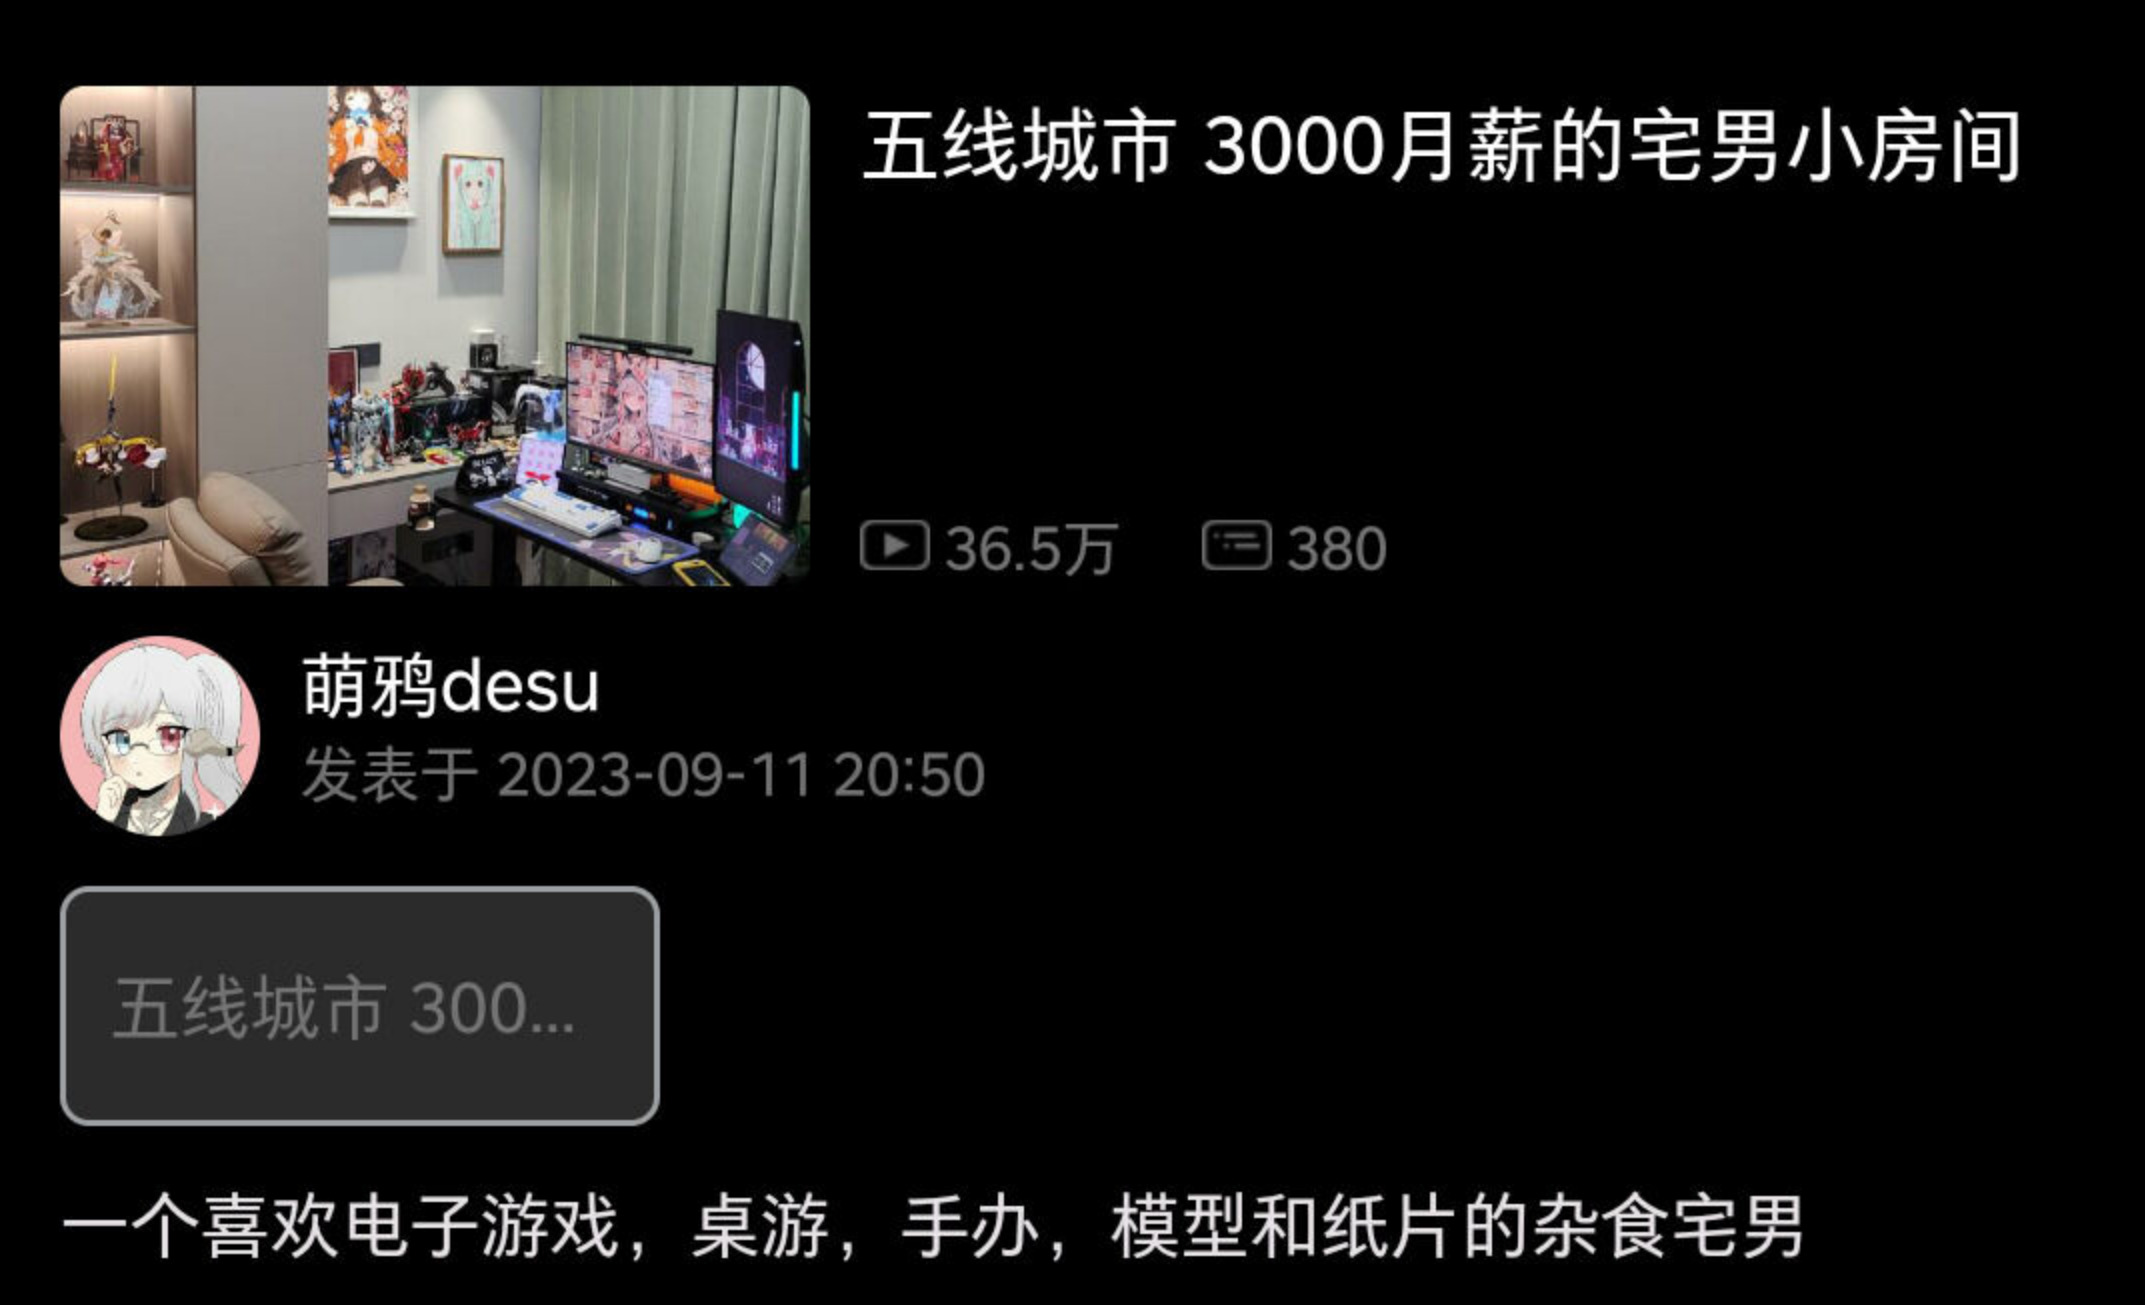 五线城市 3000月薪的宅男小房间
36.5万 380
萌鸦desu
发表于 2023-09-11 20:50
五线城市 300...
一个喜欢电子游戏，桌游，手办，模型和纸片的杂食宅男